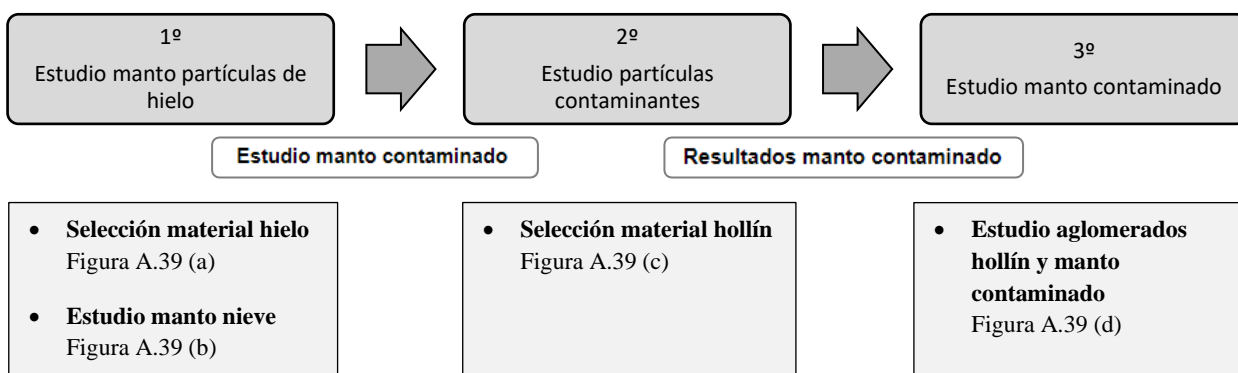 1º
Estudio manto partículas de
hielo
2º
Estudio partículas
contaminantes
3º
Estudio manto contaminado
Estudio manto contaminado
Resultados manto contaminado
• Selección material hielo
Figura A.39 (a)
• Estudio manto nieve
Figura A.39 (b)
• Selección material hollín
Figura A.39 (c)
• Estudio aglomerados
hollín y manto
contaminado
Figura A.39 (d)